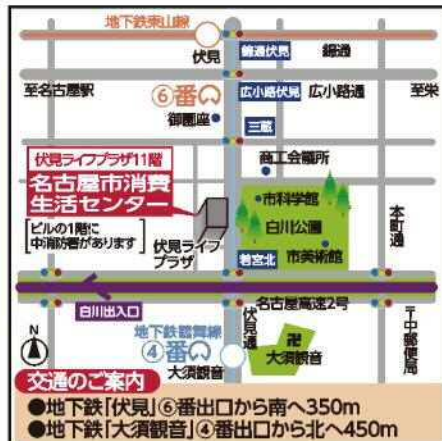 地下鉄東山線
伏見
錦通伏見
錦通
至名古屋駅
⑥番
広小路伏見
広小路通
至栄
御園座
三蔵
商工会議所
伏見ライフプラザ11階
名古屋市消費
生活センター
ビルの1階に
中消防署があります
伏見ライフ
プラザ
市科学館
白川公園
市美術館
若宮北
本町通
白川出入口
名古屋高速2号
伏見通
地下鉄鶴舞線
④番
大須観音
卍
〒中郵便局
N
交通のご案内
●地下鉄「伏見」⑥番出口から南へ350m
●地下鉄「大須観音」④番出口から北へ450m